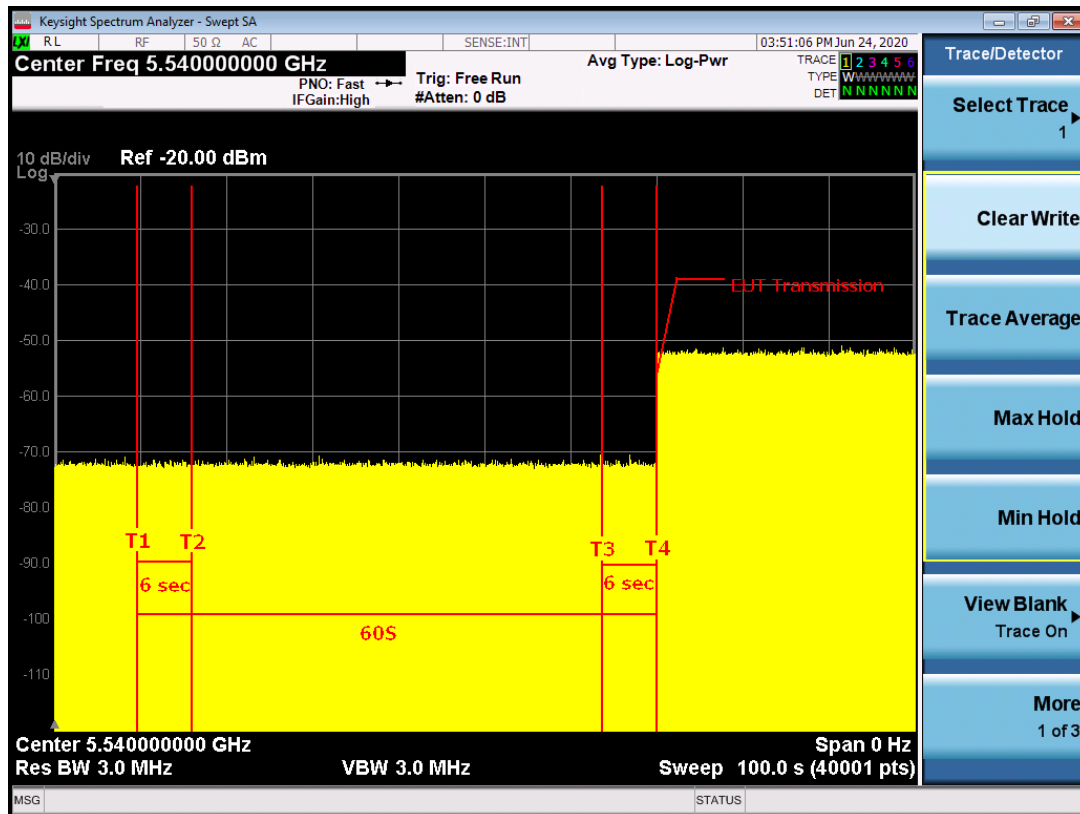 Keysight Spectrum Analyzer - Swept SA
LXI RL RF 50 Ω AC SENSE:INT 03:51:06 PM Jun 24, 2020
Center Freq 5.540000000 GHz
PNO: Fast
IFGain:High
Trig: Free Run
#Atten: 0 dB
Avg Type: Log-Pwr
TRACE 1 2 3 4 5 6
TYPE WWWWWW
DET N N N N N N
10 dB/div Ref -20.00 dBm
Log
-30.0
-40.0
-50.0
-60.0
-70.0
-80.0
-90.0
-100
-110
EUT Transmission
T1 T2 T3 T4
6 sec 6 sec
60S
Center 5.540000000 GHz Span 0 Hz
Res BW 3.0 MHz VBW 3.0 MHz Sweep 100.0 s (40001 pts)
MSG STATUS
Trace/Detector
Select Trace
1
Clear Write
Trace Average
Max Hold
Min Hold
View Blank
Trace On
More
1 of 3